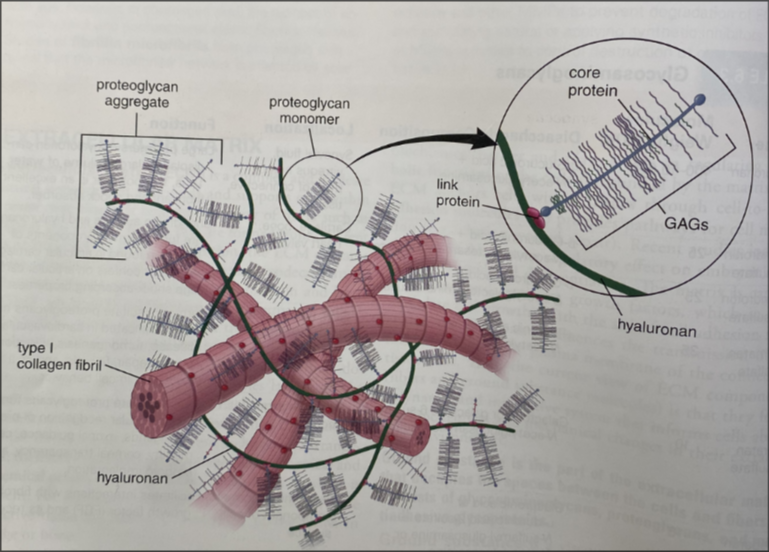 proteoglycan
aggregate
proteoglycan
monomer
core
protein
link
protein
GAGs
hyaluronan
type I
collagen fibril
hyaluronan